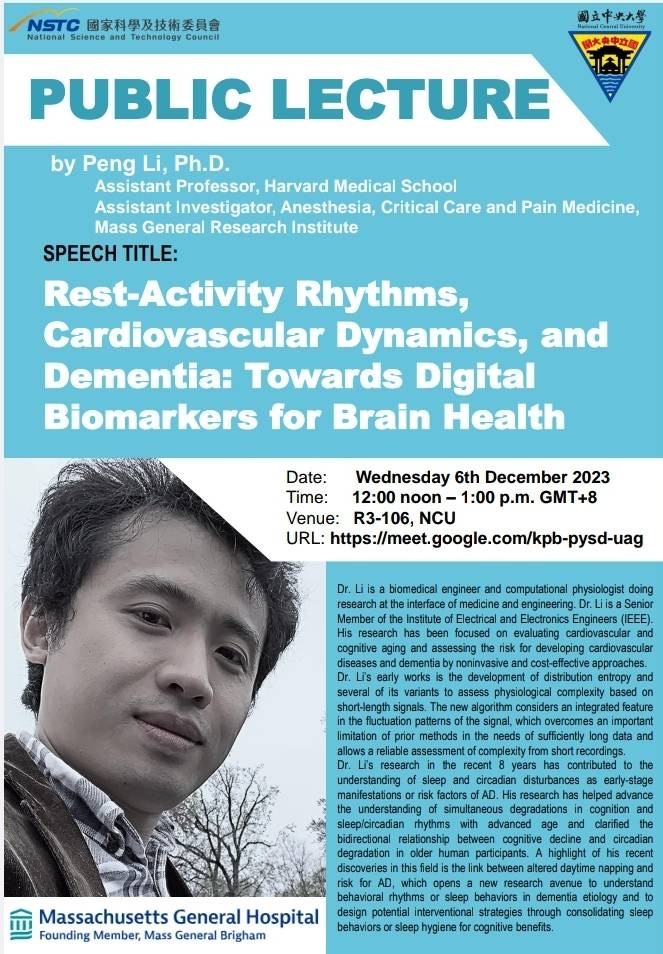 NSTC 國家科學及技術委員會
National Science and Technology Council
國立中央大學
National Central University
國立中央大學
PUBLIC LECTURE
by Peng Li, Ph.D.
Assistant Professor, Harvard Medical School
Assistant Investigator, Anesthesia, Critical Care and Pain Medicine,
Mass General Research Institute
SPEECH TITLE:
Rest-Activity Rhythms,
Cardiovascular Dynamics, and
Dementia: Towards Digital
Biomarkers for Brain Health
Date: Wednesday 6th December 2023
Time: 12:00 noon – 1:00 p.m. GMT+8
Venue: R3-106, NCU
URL: https://meet.google.com/kpb-pysd-uag
Dr. Li is a biomedical engineer and computational physiologist doing
research at the interface of medicine and engineering. Dr. Li is a Senior
Member of the Institute of Electrical and Electronics Engineers (IEEE).
His research has been focused on evaluating cardiovascular and
cognitive aging and assessing the risk for developing cardiovascular
diseases and dementia by noninvasive and cost-effective approaches.
Dr. Li's early works is the development of distribution entropy and
several of its variants to assess physiological complexity based on
short-length signals. The new algorithm considers an integrated feature
in the fluctuation patterns of the signal, which overcomes an important
limitation of prior methods in the needs of sufficiently long data and
allows a reliable assessment of complexity from short recordings.
Dr. Li's research in the recent 8 years has contributed to the
understanding of sleep and circadian disturbances as early-stage
manifestations or risk factors of AD. His research has helped advance
the understanding of simultaneous degradations in cognition and
sleep/circadian rhythms with advanced age and clarified the
bidirectional relationship between cognitive decline and circadian
degradation in older human participants. A highlight of his recent
discoveries in this field is the link between altered daytime napping and
risk for AD, which opens a new research avenue to understand
behavioral rhythms or sleep behaviors in dementia etiology and to
design potential interventional strategies through consolidating sleep
behaviors or sleep hygiene for cognitive benefits.
Massachusetts General Hospital
Founding Member, Mass General Brigham